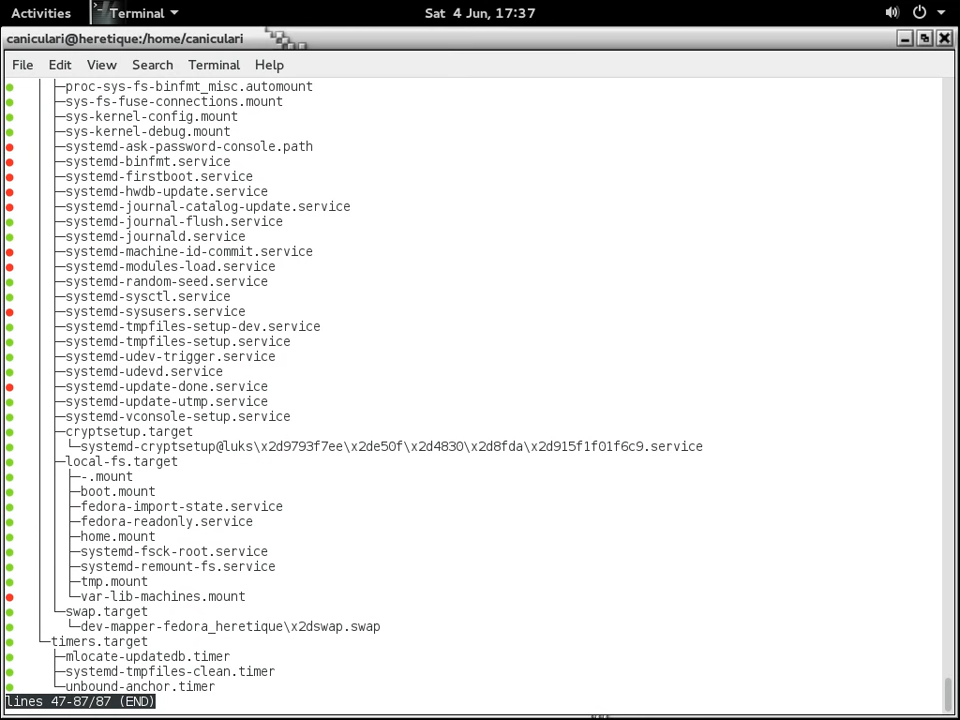 Activities Terminal Sat 4 Jun, 17:37
caniculari@heretique:/home/caniculari
File Edit View Search Terminal Help
├─proc-sys-fs-binfmt_misc.automount
├─sys-fs-fuse-connections.mount
├─sys-kernel-config.mount
├─sys-kernel-debug.mount
├─systemd-ask-password-console.path
├─systemd-binfmt.service
├─systemd-firstboot.service
├─systemd-hwdb-update.service
├─systemd-journal-catalog-update.service
├─systemd-journal-flush.service
├─systemd-journald.service
├─systemd-machine-id-commit.service
├─systemd-modules-load.service
├─systemd-random-seed.service
├─systemd-sysctl.service
├─systemd-sysusers.service
├─systemd-tmpfiles-setup-dev.service
├─systemd-tmpfiles-setup.service
├─systemd-udev-trigger.service
├─systemd-udevd.service
├─systemd-update-done.service
├─systemd-update-utmp.service
├─systemd-vconsole-setup.service
├─cryptsetup.target
│ └─systemd-cryptsetup@luks\x2d9793f7ee\x2de50f\x2d4830\x2d8fda\x2d915f1f01f6c9.service
├─local-fs.target
│ ├─-.mount
│ ├─boot.mount
│ ├─fedora-import-state.service
│ ├─fedora-readonly.service
│ ├─home.mount
│ ├─systemd-fsck-root.service
│ ├─systemd-remount-fs.service
│ ├─tmp.mount
│ └─var-lib-machines.mount
└─swap.target
  └─dev-mapper-fedora_heretique\x2dswap.swap
└─timers.target
  ├─mlocate-updatedb.timer
  ├─systemd-tmpfiles-clean.timer
  └─unbound-anchor.timer
lines 47-87/87 (END)